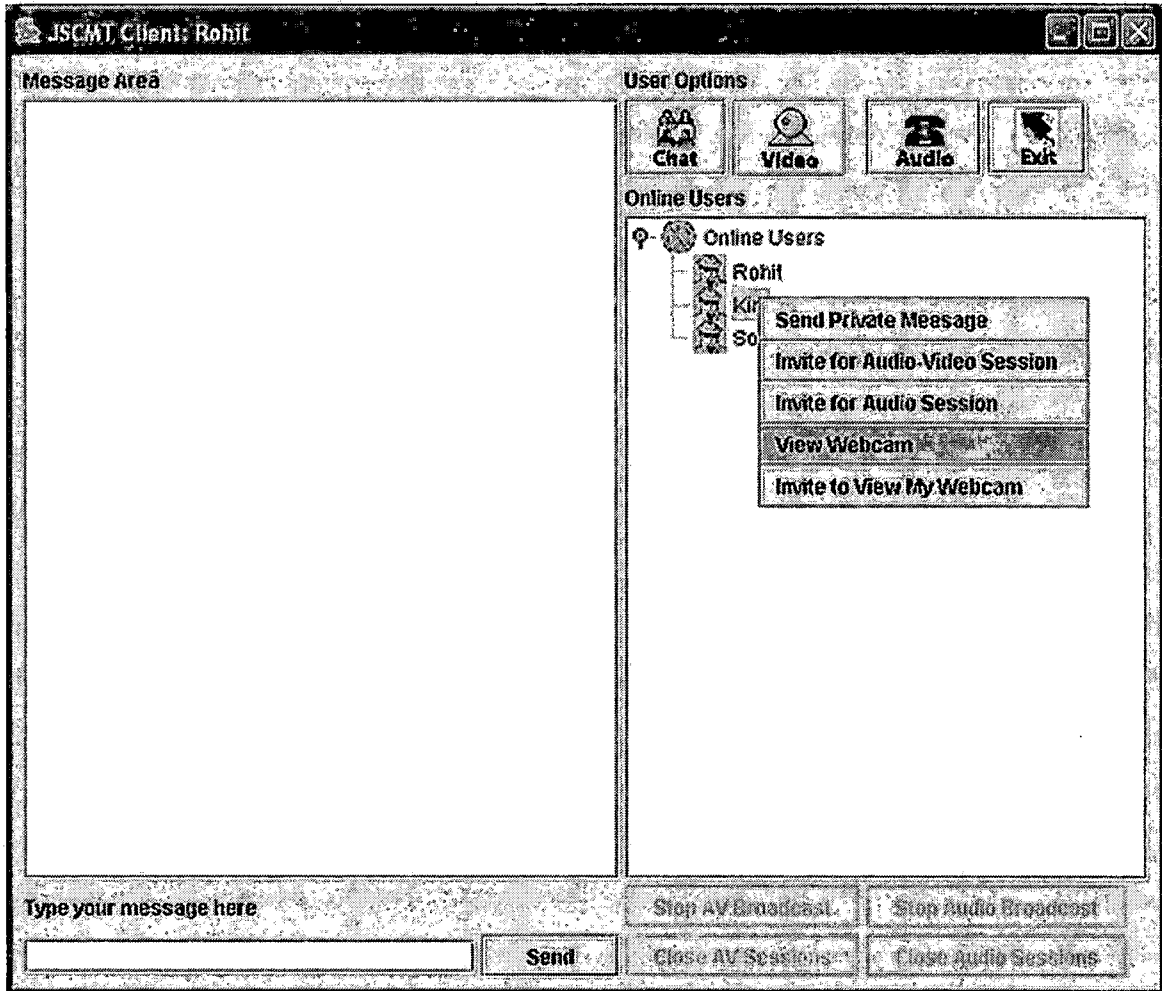 JSCMT Client: Rohit
Message Area
User Options
Chat
Video
Audio
Exit
Online Users
Online Users
Rohit
Send Private Message
Invite for Audio-Video Session
Invite for Audio Session
View Webcam
Invite to View My Webcam
Type your message here
Send
Stop AV Broadcast
Stop Audio Broadcast
Close AV Sessions
Close Audio Sessions